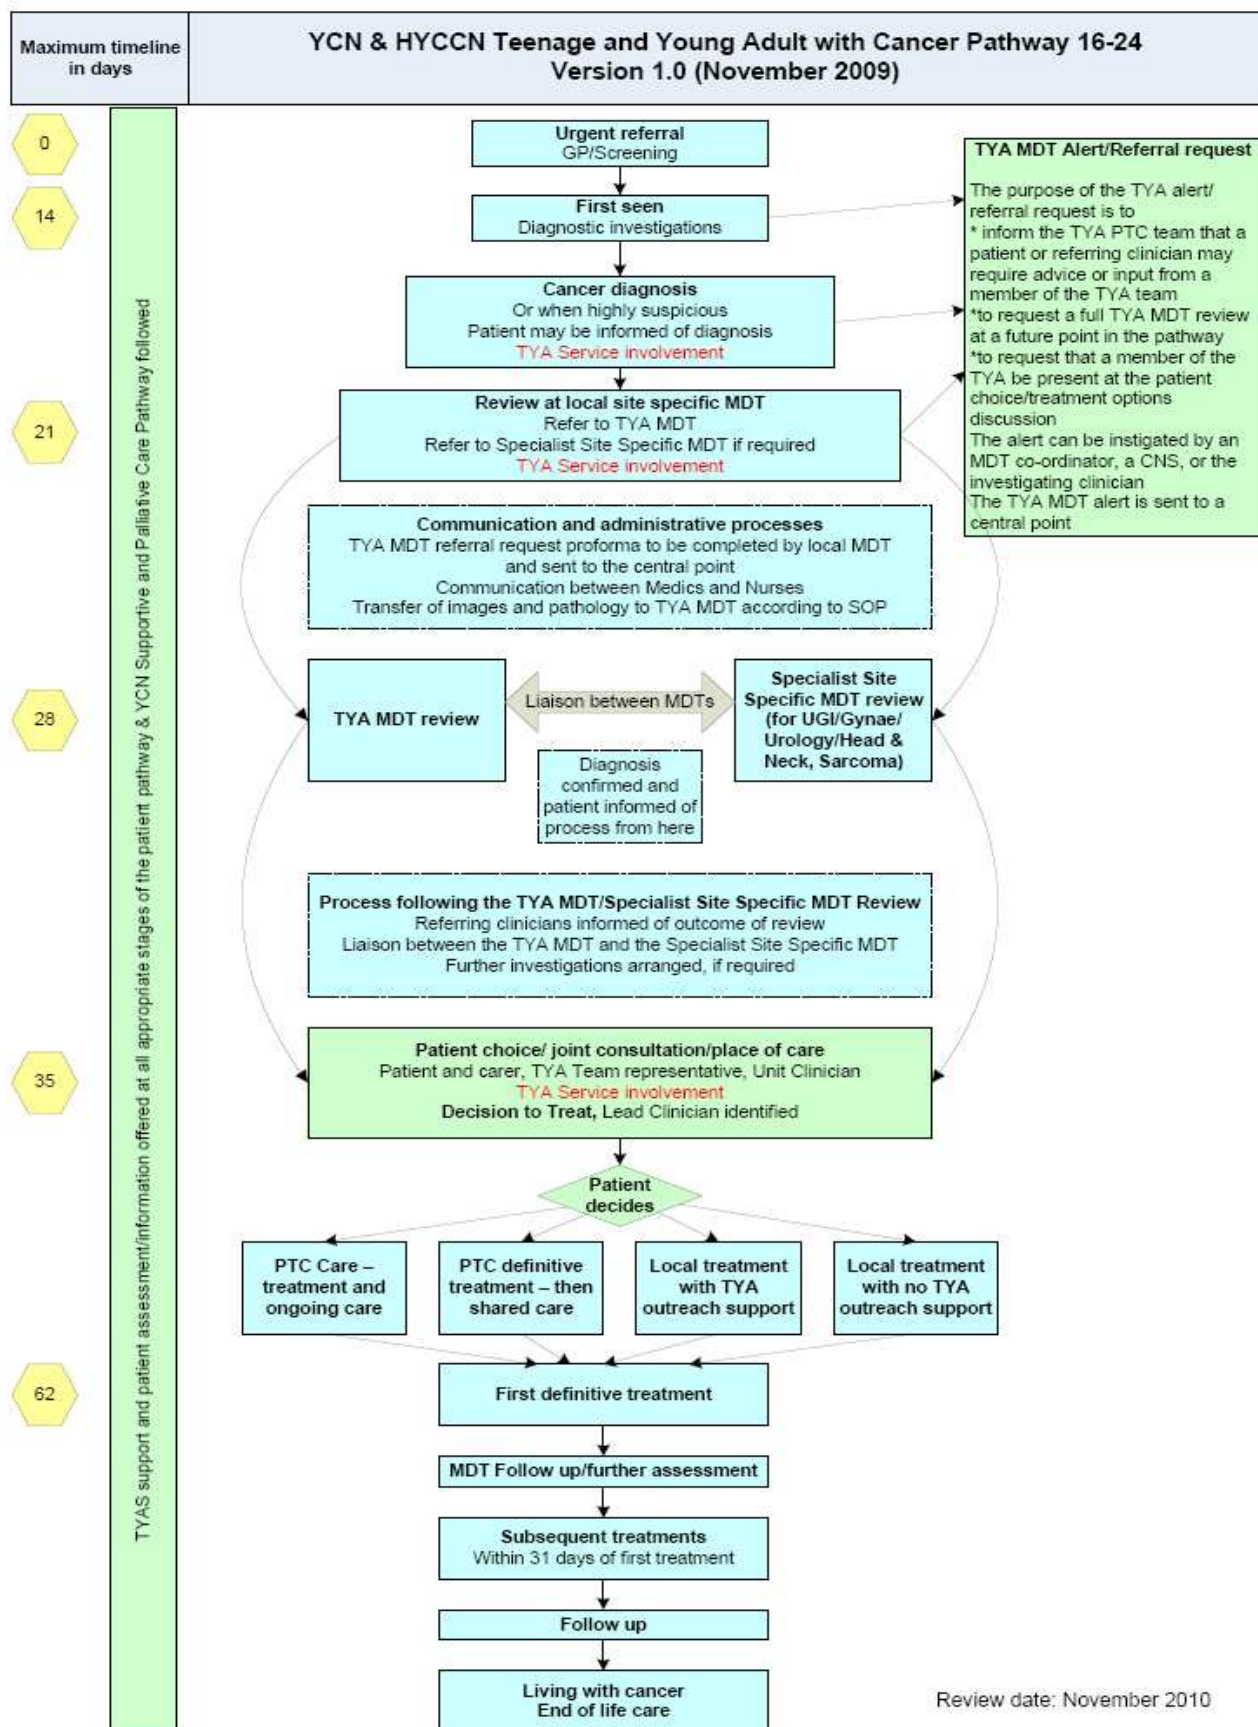 Maximum timeline
in days
YCN & HYCCN Teenage and Young Adult with Cancer Pathway 16-24
Version 1.0 (November 2009)
TYAS support and patient assessment/information offered at all appropriate stages of the patient pathway & YCN Supportive and Palliative Care Pathway followed
0
Urgent referral
GP/Screening
14
First seen
Diagnostic investigations
Cancer diagnosis
Or when highly suspicious
Patient may be informed of diagnosis
TYA Service involvement
TYA MDT Alert/Referral request
The purpose of the TYA alert/
referral request is to
* inform the TYA PTC team that a
patient or referring clinician may
require advice or input from a
member of the TYA team
*to request a full TYA MDT review
at a future point in the pathway
*to request that a member of the
TYA be present at the patient
choice/treatment options
discussion
The alert can be instigated by an
MDT co-ordinator, a CNS, or the
investigating clinician
The TYA MDT alert is sent to a
central point
21
Review at local site specific MDT
Refer to TYA MDT
Refer to Specialist Site Specific MDT if required
TYA Service involvement
Communication and administrative processes
TYA MDT referral request proforma to be completed by local MDT
and sent to the central point
Communication between Medics and Nurses
Transfer of images and pathology to TYA MDT according to SOP
28
TYA MDT review
Liaison between MDTs
Specialist Site
Specific MDT review
(for UGI/Gynae/
Urology/Head &
Neck, Sarcoma)
Diagnosis
confirmed and
patient informed of
process from here
Process following the TYA MDT/Specialist Site Specific MDT Review
Referring clinicians informed of outcome of review
Liaison between the TYA MDT and the Specialist Site Specific MDT
Further investigations arranged, if required
35
Patient choice/ joint consultation/place of care
Patient and carer, TYA Team representative, Unit Clinician
TYA Service involvement
Decision to Treat, Lead Clinician identified
Patient
decides
PTC Care –
treatment and
ongoing care
PTC definitive
treatment – then
shared care
Local treatment
with TYA
outreach support
Local treatment
with no TYA
outreach support
62
First definitive treatment
MDT Follow up/further assessment
Subsequent treatments
Within 31 days of first treatment
Follow up
Living with cancer
End of life care
Review date: November 2010